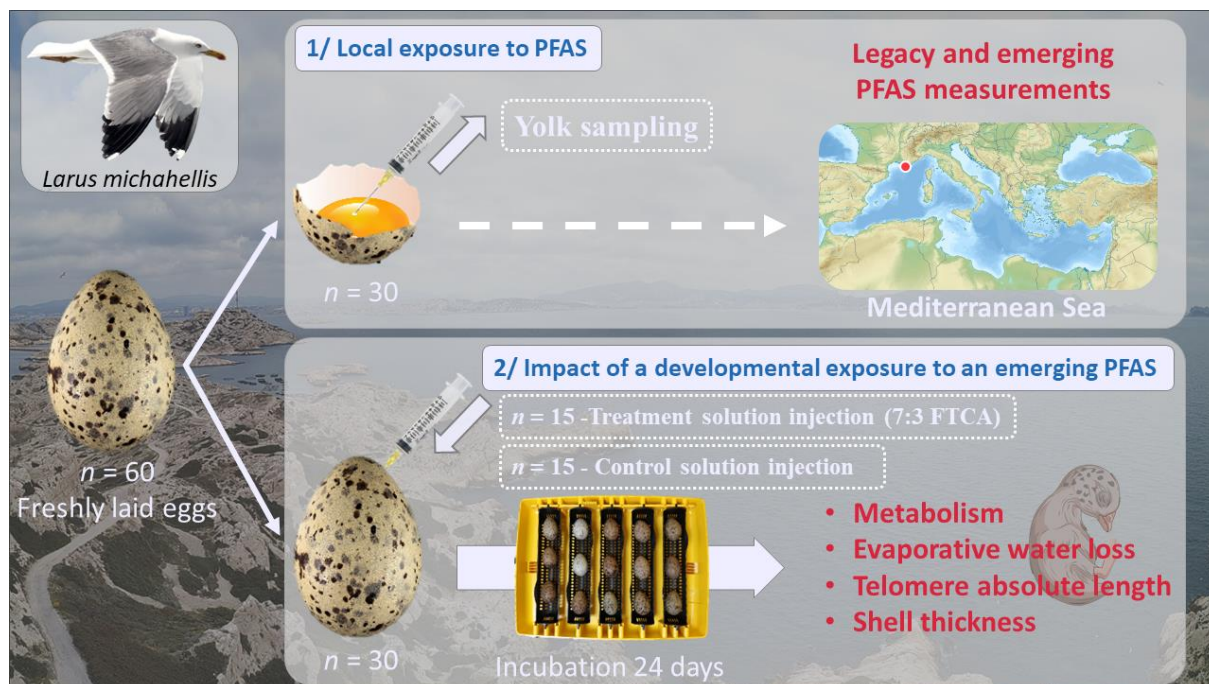 Larus michahellis
1/ Local exposure to PFAS
Yolk sampling
n = 30
Legacy and emerging
PFAS measurements
Mediterranean Sea
n = 60
Freshly laid eggs
2/ Impact of a developmental exposure to an emerging PFAS
n = 15 -Treatment solution injection (7:3 FTCA)
n = 15 - Control solution injection
n = 30
Incubation 24 days
• Metabolism
• Evaporative water loss
• Telomere absolute length
• Shell thickness